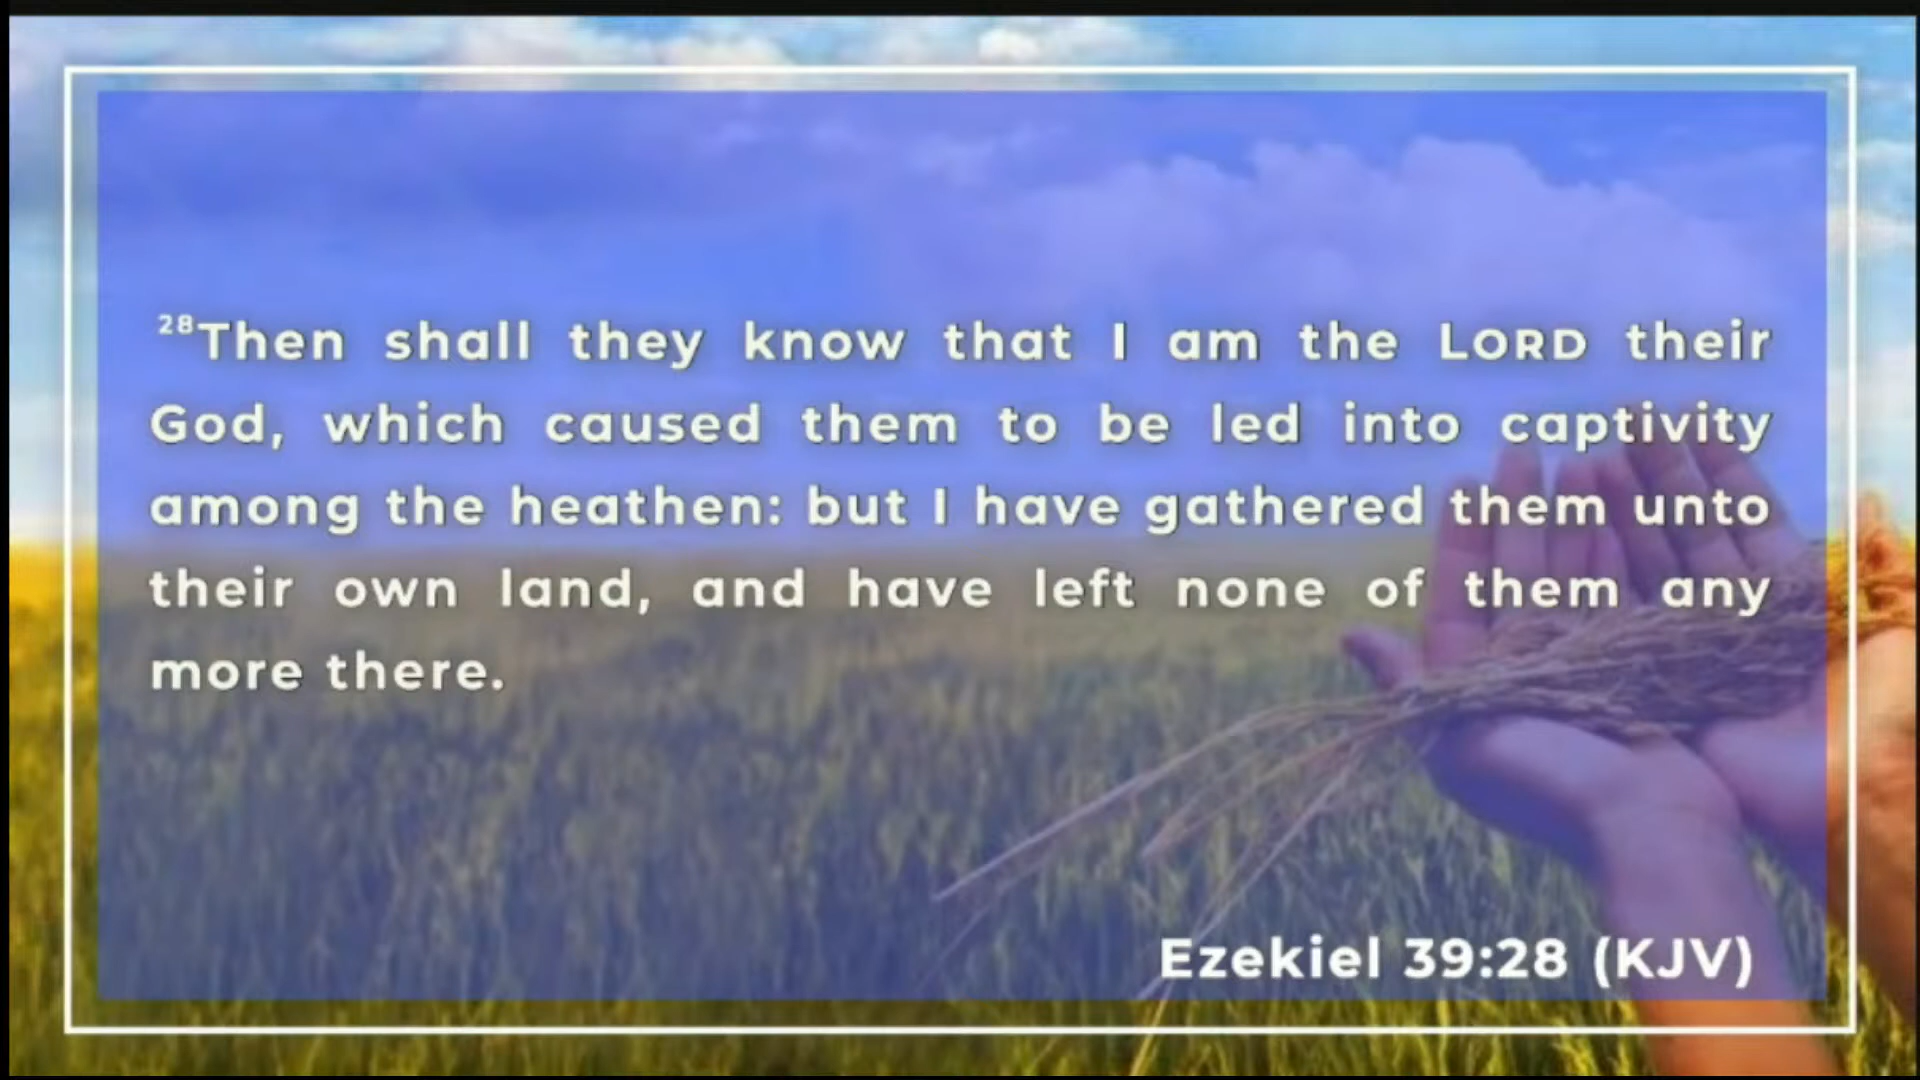 28Then shall they know that I am the LORD their
God, which caused them to be led into captivity
among the heathen: but I have gathered them unto
their own land, and have left none of them any
more there.
Ezekiel 39:28 (KJV)